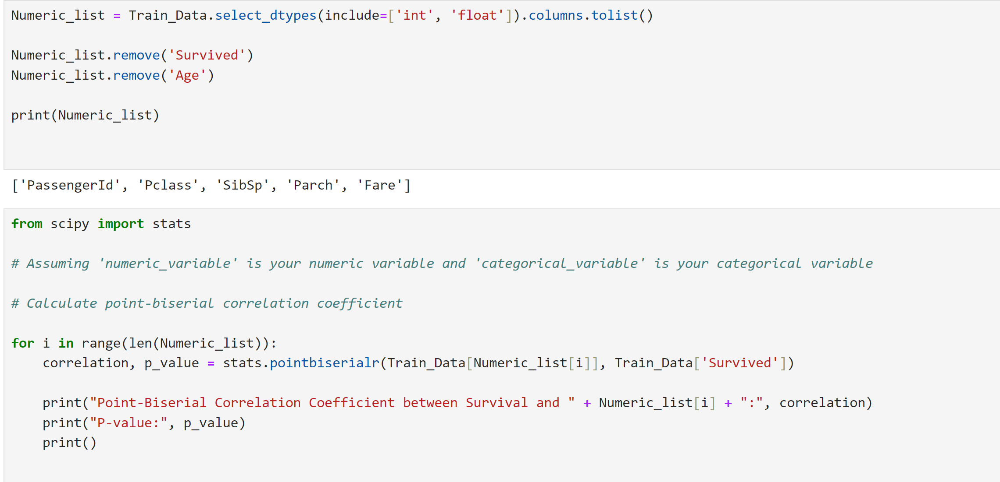 Numeric_list = Train_Data.select_dtypes(include=['int', 'float']).columns.tolist()
Numeric_list.remove('Survived')
Numeric_list.remove('Age')
print(Numeric_list)
['PassengerId', 'Pclass', 'SibSp', 'Parch', 'Fare']
from scipy import stats
# Assuming 'numeric_variable' is your numeric variable and 'categorical_variable' is your categorical variable
# Calculate point-biserial correlation coefficient
for i in range(len(Numeric_list)):
    correlation, p_value = stats.pointbiserialr(Train_Data[Numeric_list[i]], Train_Data['Survived'])
    print("Point-Biserial Correlation Coefficient between Survival and " + Numeric_list[i] + ":", correlation)
    print("P-value:", p_value)
    print()